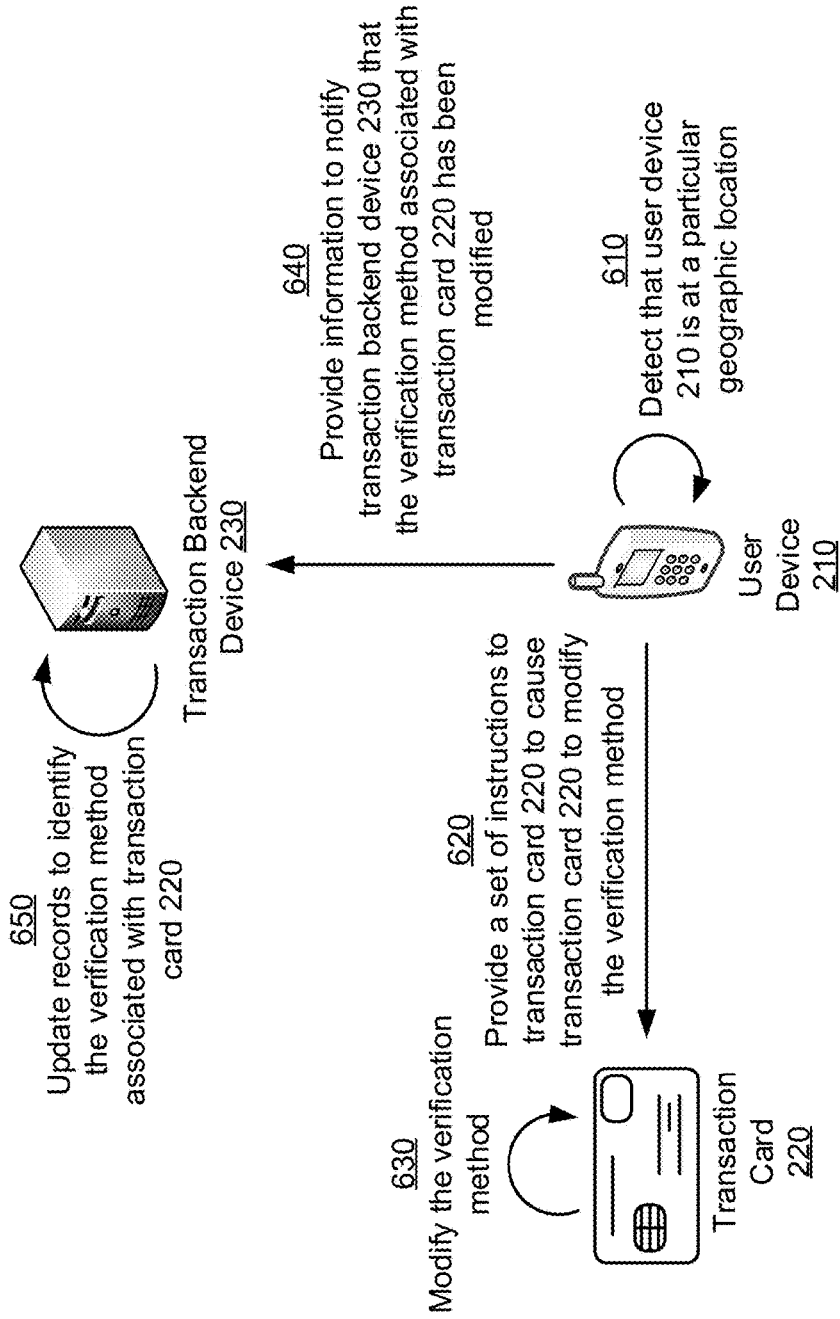 650
Update records to identify
the verification method
associated with transaction
card 220
Transaction Backend
Device 230
640
Provide information to notify
transaction backend device 230 that
the verification method associated with
transaction card 220 has been
modified
630
Modify the verification
method
620
Provide a set of instructions to
transaction card 220 to cause
transaction card 220 to modify
the verification method
610
Detect that user device
210 is at a particular
geographic location
Transaction
Card
220
User
Device
210